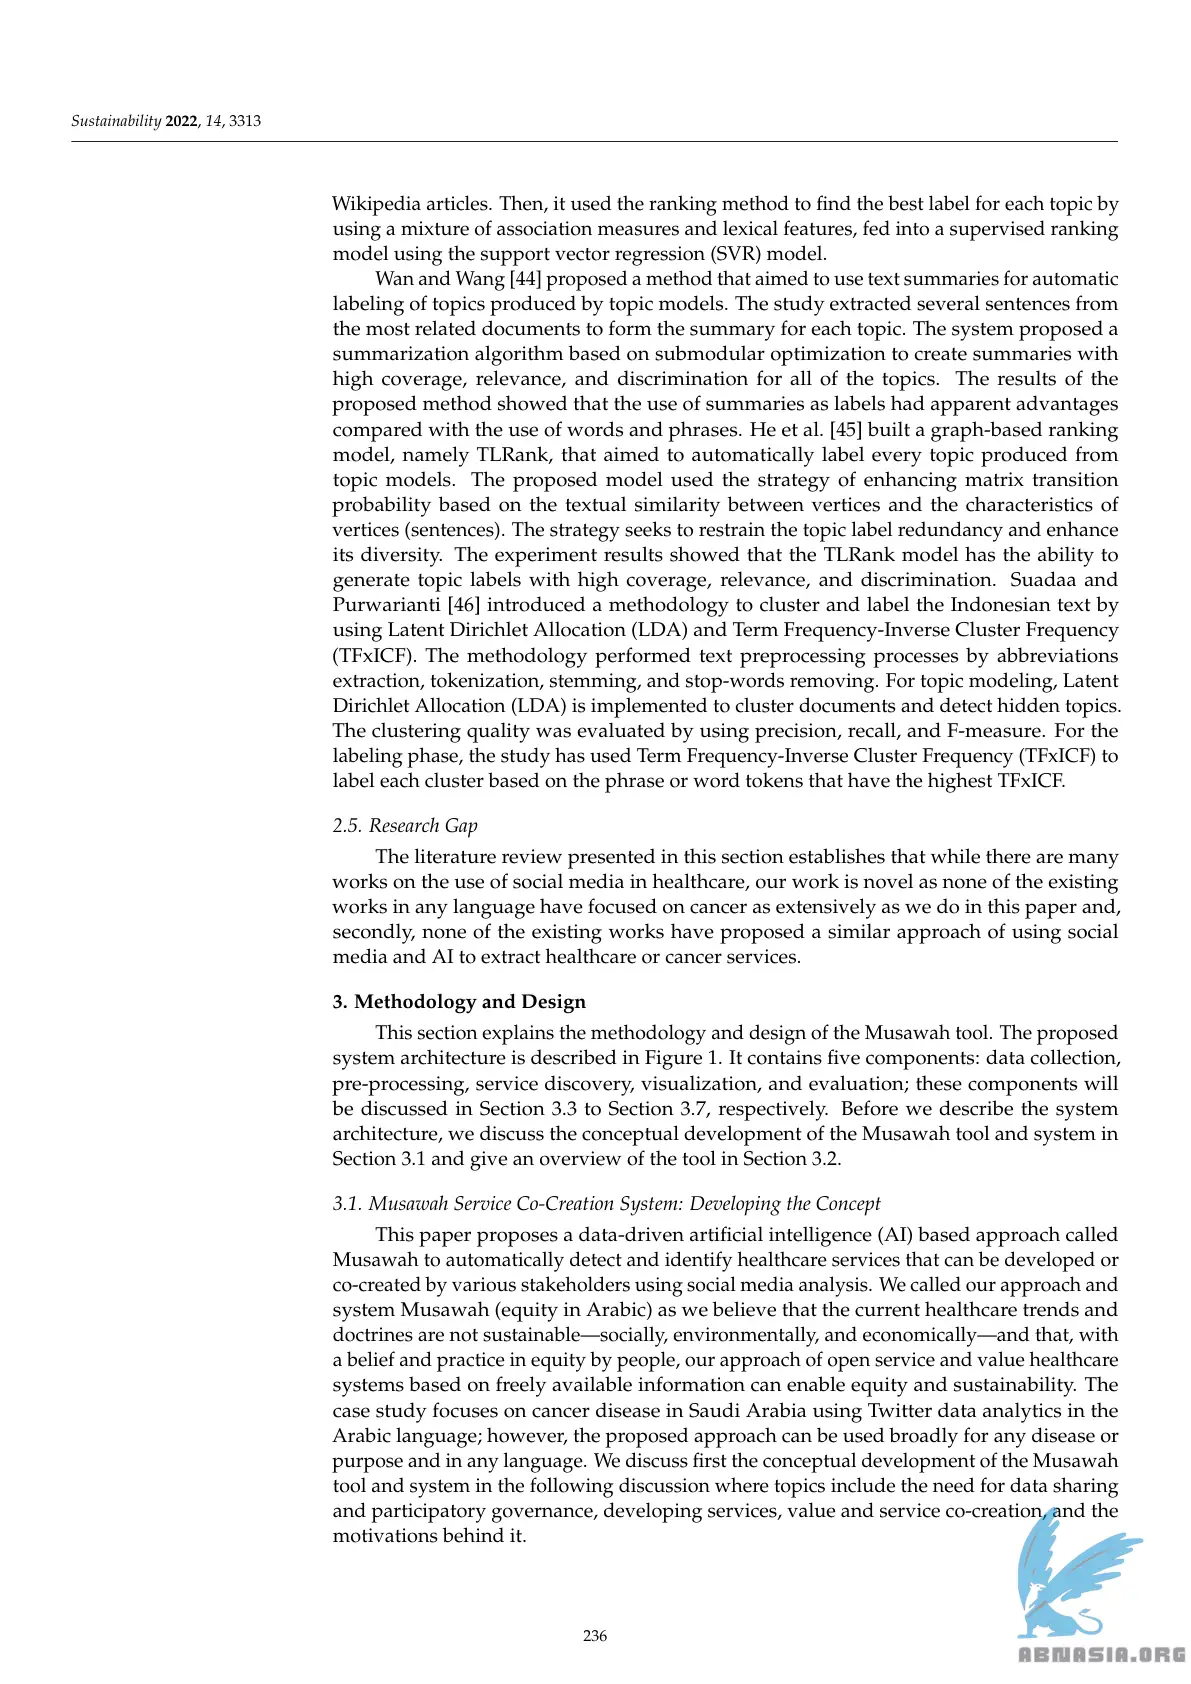 Sustainability 2022, 14, 3313
Wikipedia articles. Then, it used the ranking method to find the best label for each topic by
using a mixture of association measures and lexical features, fed into a supervised ranking
model using the support vector regression (SVR) model.
Wan and Wang [44] proposed a method that aimed to use text summaries for automatic
labeling of topics produced by topic models. The study extracted several sentences from
the most related documents to form the summary for each topic. The system proposed a
summarization algorithm based on submodular optimization to create summaries with
high coverage, relevance, and discrimination for all of the topics. The results of the
proposed method showed that the use of summaries as labels had apparent advantages
compared with the use of words and phrases. He et al. [45] built a graph-based ranking
model, namely TLRank, that aimed to automatically label every topic produced from
topic models. The proposed model used the strategy of enhancing matrix transition
probability based on the textual similarity between vertices and the characteristics of
vertices (sentences). The strategy seeks to restrain the topic label redundancy and enhance
its diversity. The experiment results showed that the TLRank model has the ability to
generate topic labels with high coverage, relevance, and discrimination. Suadaa and
Purwarianti [46] introduced a methodology to cluster and label the Indonesian text by
using Latent Dirichlet Allocation (LDA) and Term Frequency-Inverse Cluster Frequency
(TFxICF). The methodology performed text preprocessing processes by abbreviations
extraction, tokenization, stemming, and stop-words removing. For topic modeling, Latent
Dirichlet Allocation (LDA) is implemented to cluster documents and detect hidden topics.
The clustering quality was evaluated by using precision, recall, and F-measure. For the
labeling phase, the study has used Term Frequency-Inverse Cluster Frequency (TFxICF) to
label each cluster based on the phrase or word tokens that have the highest TFxICF.
2.5. Research Gap
The literature review presented in this section establishes that while there are many
works on the use of social media in healthcare, our work is novel as none of the existing
works in any language have focused on cancer as extensively as we do in this paper and,
secondly, none of the existing works have proposed a similar approach of using social
media and AI to extract healthcare or cancer services.
3. Methodology and Design
This section explains the methodology and design of the Musawah tool. The proposed
system architecture is described in Figure 1. It contains five components: data collection,
pre-processing, service discovery, visualization, and evaluation; these components will
be discussed in Section 3.3 to Section 3.7, respectively. Before we describe the system
architecture, we discuss the conceptual development of the Musawah tool and system in
Section 3.1 and give an overview of the tool in Section 3.2.
3.1. Musawah Service Co-Creation System: Developing the Concept
This paper proposes a data-driven artificial intelligence (AI) based approach called
Musawah to automatically detect and identify healthcare services that can be developed or
co-created by various stakeholders using social media analysis. We called our approach and
system Musawah (equity in Arabic) as we believe that the current healthcare trends and
doctrines are not sustainable—socially, environmentally, and economically—and that, with
a belief and practice in equity by people, our approach of open service and value healthcare
systems based on freely available information can enable equity and sustainability. The
case study focuses on cancer disease in Saudi Arabia using Twitter data analytics in the
Arabic language; however, the proposed approach can be used broadly for any disease or
purpose and in any language. We discuss first the conceptual development of the Musawah
tool and system in the following discussion where topics include the need for data sharing
and participatory governance, developing services, value and service co-creation, and the
motivations behind it.
236
ABNASIA.ORG